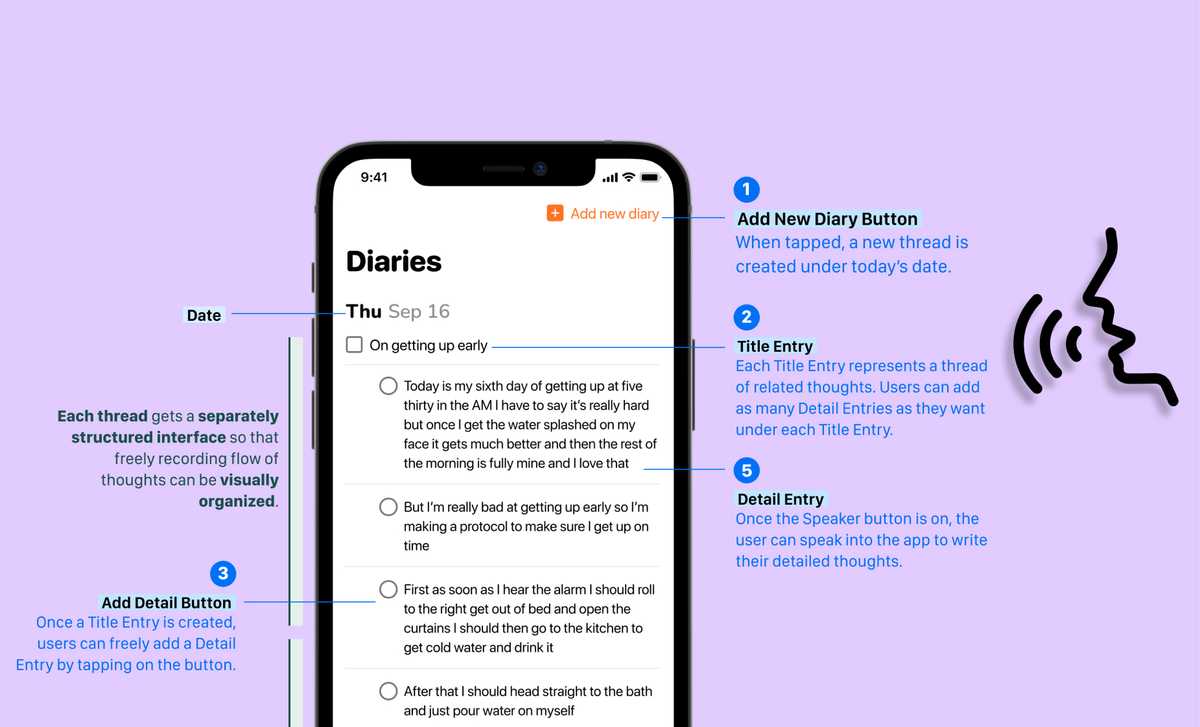 9:41
Add new diary
Diaries
Thu Sep 16
On getting up early
Today is my sixth day of getting up at five
thirty in the AM I have to say it's really hard
but once I get the water splashed on my
face it gets much better and then the rest of
the morning is fully mine and I love that
But I'm really bad at getting up early so I'm
making a protocol to make sure I get up on
time
First as soon as I hear the alarm I should roll
to the right get out of bed and open the
curtains I should then go to the kitchen to
get cold water and drink it
After that I should head straight to the bath
and just pour water on myself
Date
Each thread gets a separately
structured interface so that
freely recording flow of
thoughts can be visually
organized.
3
Add Detail Button
Once a Title Entry is created,
users can freely add a Detail
Entry by tapping on the button.
1
Add New Diary Button
When tapped, a new thread is
created under today's date.
2
Title Entry
Each Title Entry represents a thread
of related thoughts. Users can add
as many Detail Entries as they want
under each Title Entry.
5
Detail Entry
Once the Speaker button is on, the
user can speak into the app to write
their detailed thoughts.